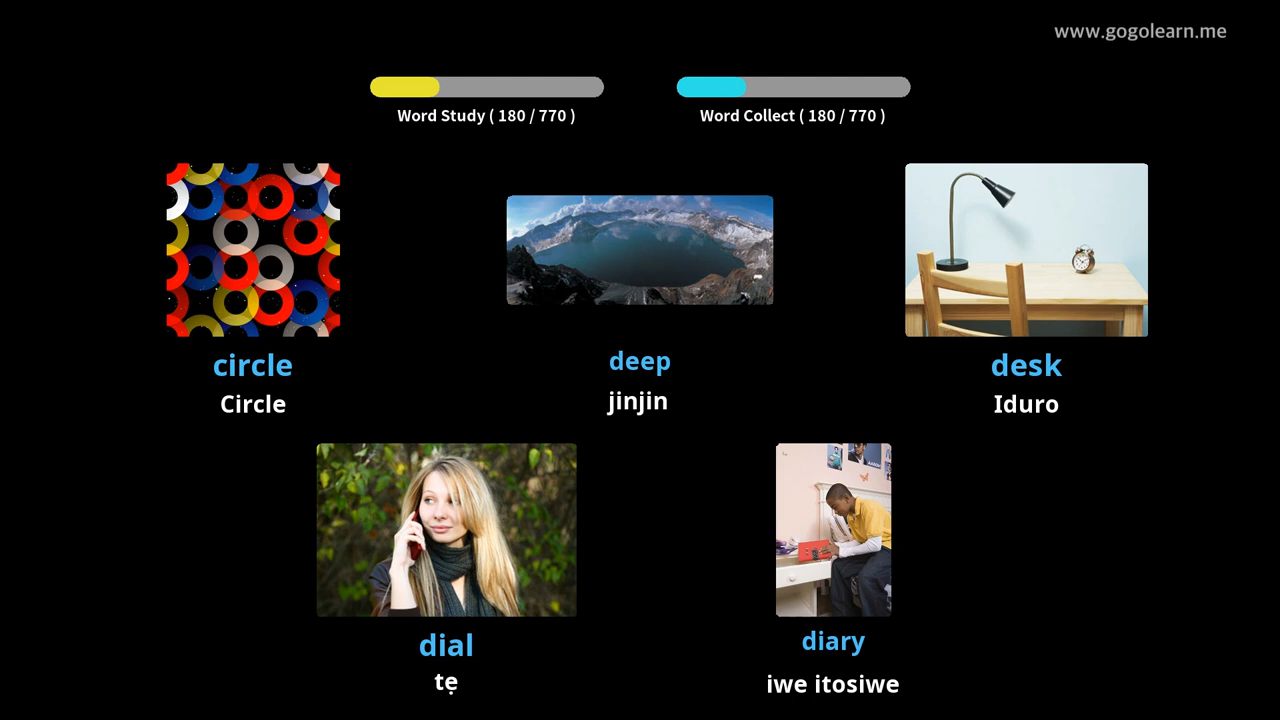 www.gogolearn.me
Word Study ( 180 / 770 )
Word Collect ( 180 / 770 )
circle
Circle
deep
jinjin
desk
Iduro
dial
tẹ
diary
iwe itosiwe